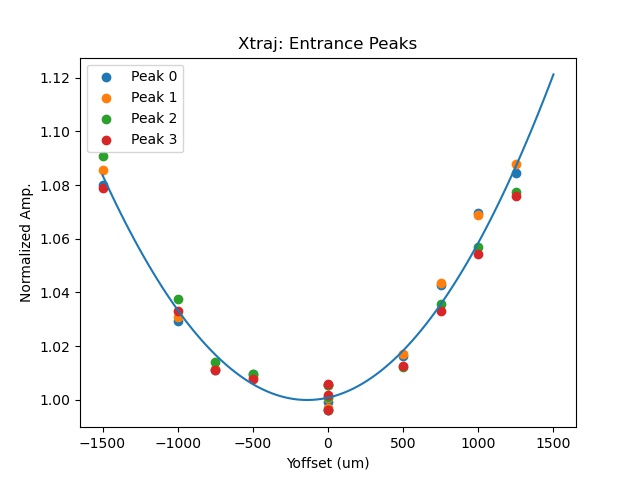 Xtraj: Entrance Peaks
Peak 0
Peak 1
Peak 2
Peak 3
Normalized Amp.
1.12
1.10
1.08
1.06
1.04
1.02
1.00
−1500 −1000 −500 0 500 1000 1500
Yoffset (um)